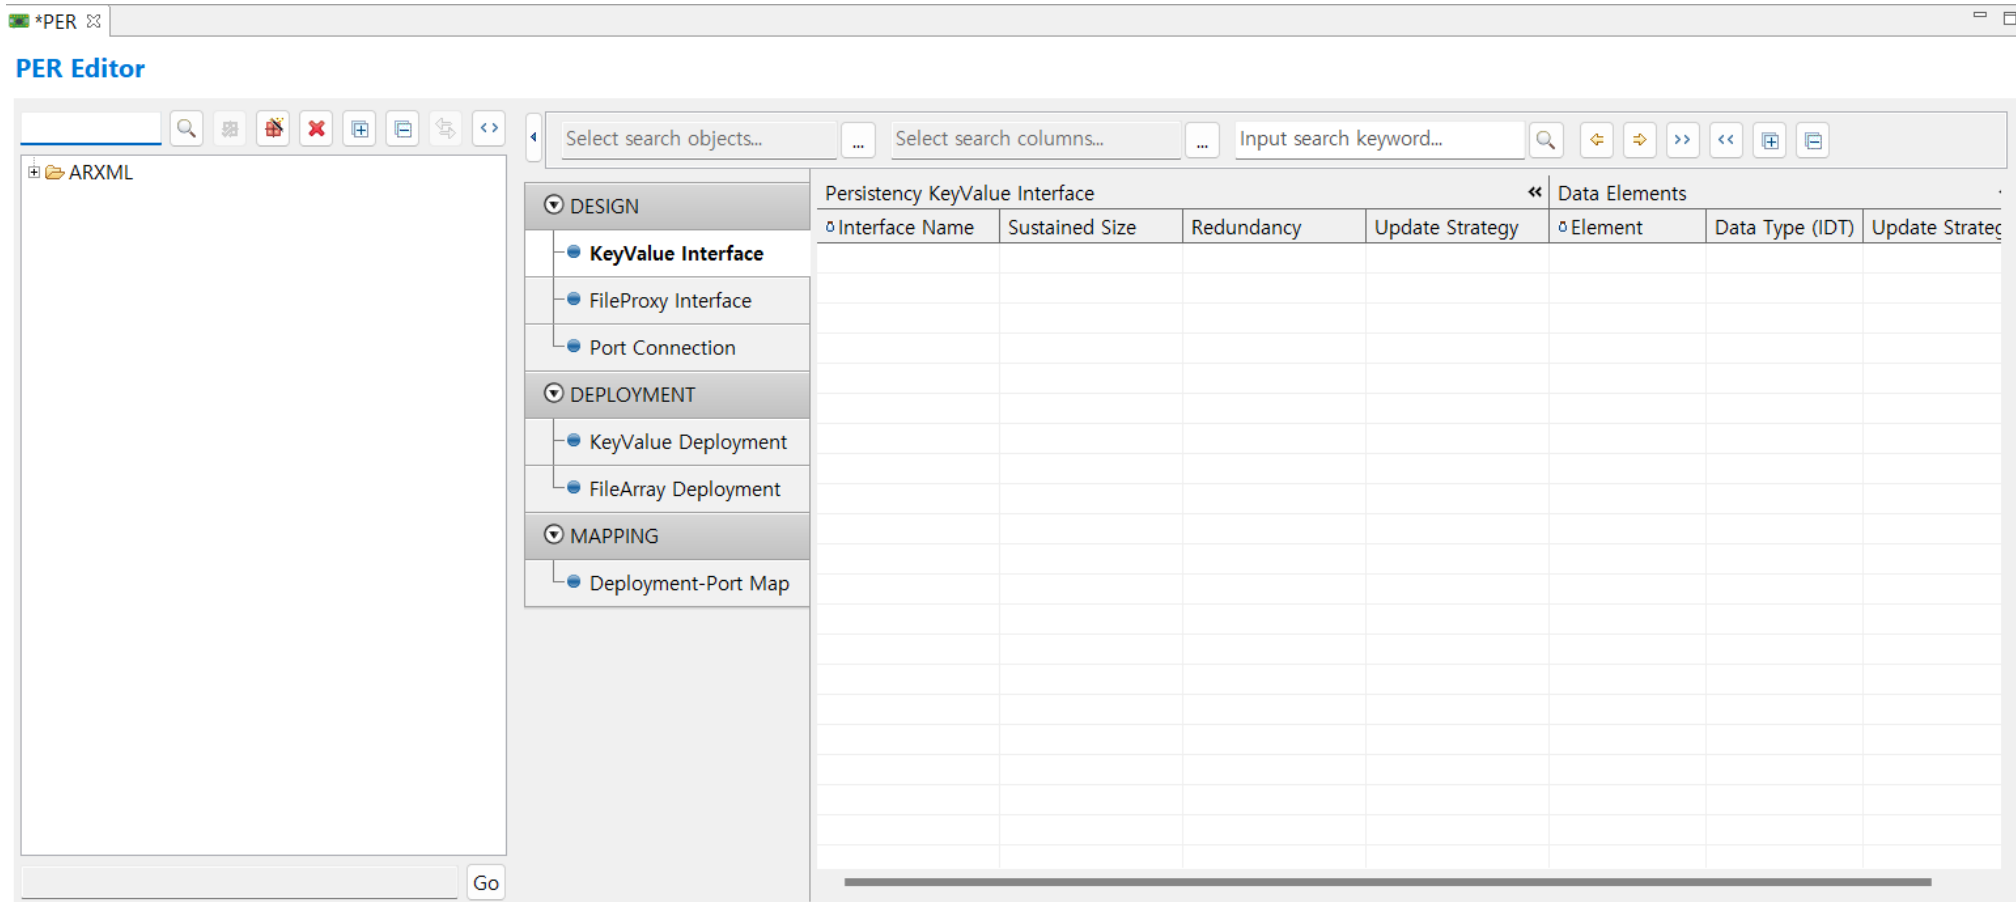 *PER
PER Editor
ARXML
Go
Select search objects...
...
Select search columns...
...
Input search keyword...
DESIGN
KeyValue Interface
FileProxy Interface
Port Connection
DEPLOYMENT
KeyValue Deployment
FileArray Deployment
MAPPING
Deployment-Port Map
Persistency KeyValue Interface
Data Elements
Interface Name
Sustained Size
Redundancy
Update Strategy
Element
Data Type (IDT)
Update Strateg